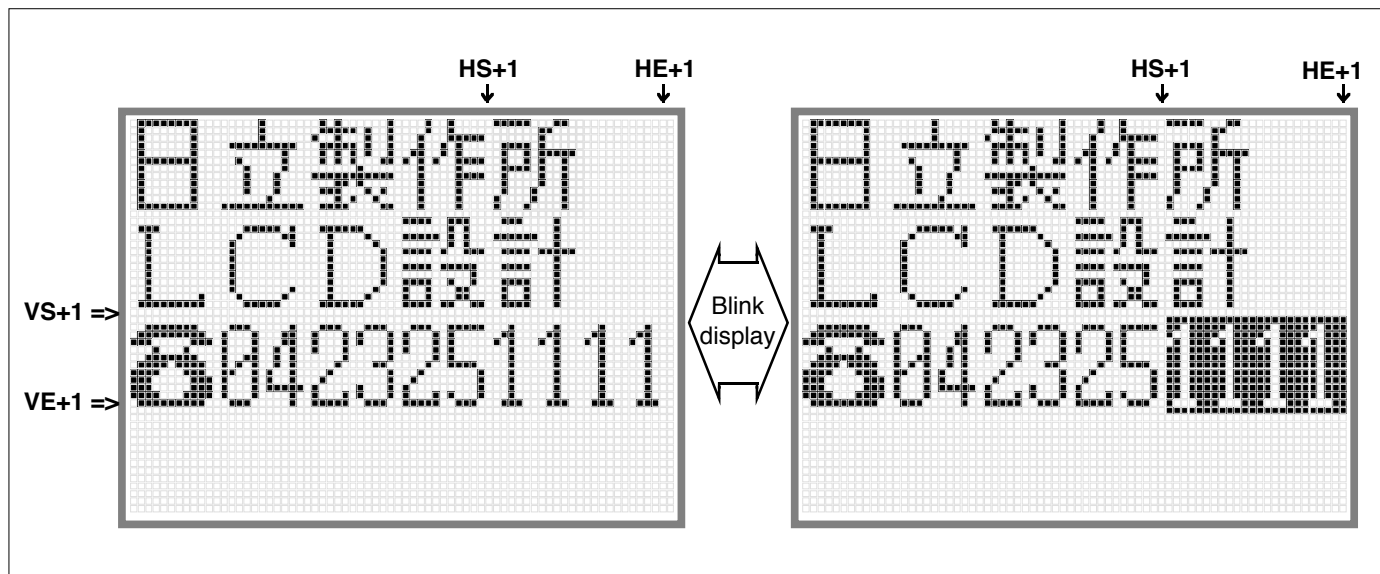 HS+1 HE+1 HS+1 HE+1
日立製作所 日立製作所
LCD設計 LCD設計
VS+1 =>
Blink
display
☎0423251111 ☎0423251111
VE+1 =>